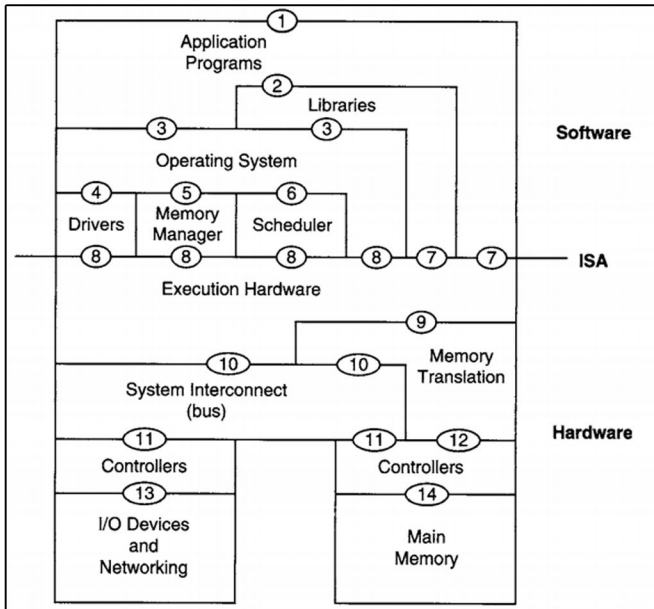 1
Application
Programs
2
Libraries
3 3
Software
Operating System
4 5 6
Drivers
Memory
Manager
Scheduler
8 8 8 8 7 7
ISA
Execution Hardware
9
Memory
Translation
10 10
System Interconnect
(bus)
Hardware
11 11 12
Controllers Controllers
13 14
I/O Devices
and
Networking
Main
Memory